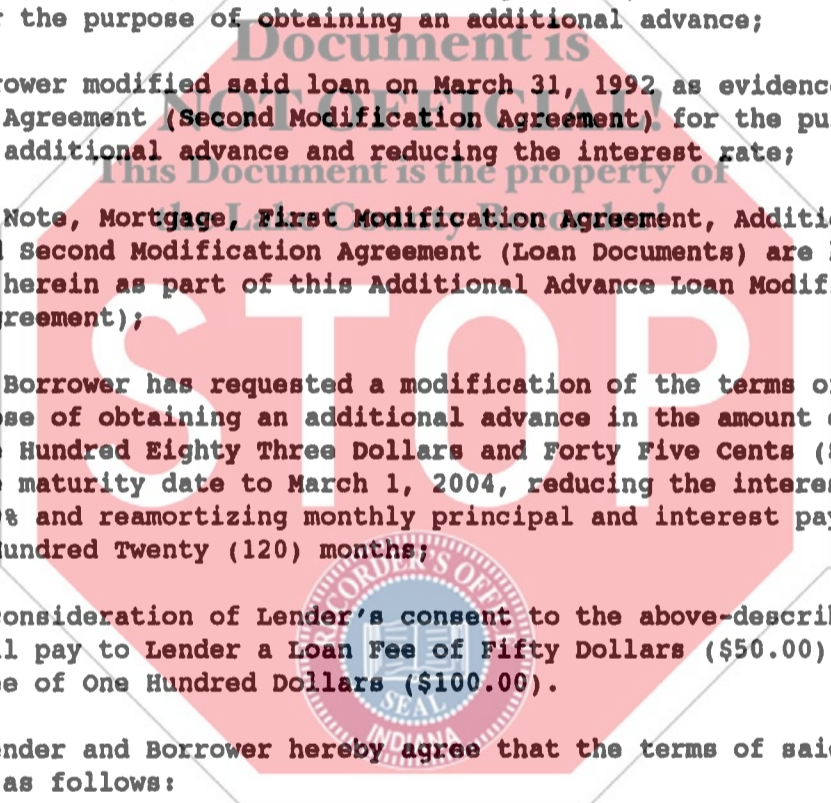 the purpose of obtaining an additional advance;
Document is
rower modified said loan on March 31, 1992 as evidenc
NOT OFFICIAL!
Agreement (Second Modification Agreement) for the pu
additional advance and reducing the interest rate;
This Document is the property of
the Lake County Recorder!
Note, Mortgage, First Modification Agreement, Additi
Second Modification Agreement (Loan Documents) are
herein as part of this Additional Advance Loan Modif
greement);
STOP
Borrower has requested a modification of the terms o
se of obtaining an additional advance in the amount
Hundred Eighty Three Dollars and Forty Five Cents (
maturity date to March 1, 2004, reducing the interes
% and reamortizing monthly principal and interest pay
undred Twenty (120) months;
RECORDER'S OFFICE
onsideration of Lender's consent to the above-describ
l pay to Lender a Loan Fee of Fifty Dollars ($50.00)
e of One Hundred Dollars ($100.00).
SEAL
INDIANA
ender and Borrower hereby agree that the terms of said
as follows: